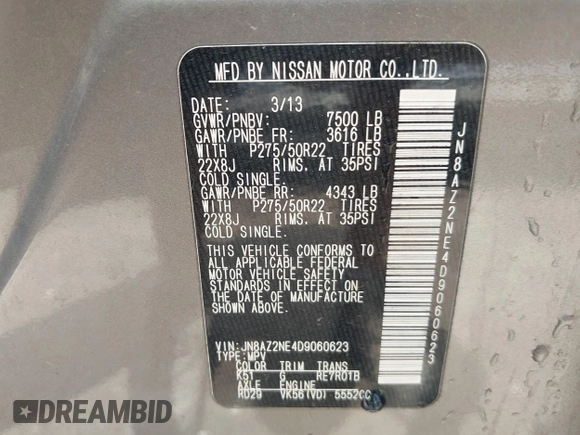 MFD BY NISSAN MOTOR CO.,LTD.
DATE: 3/13
GVWR/PNBV: 7500 LB
GAWR/PNBE FR: 3616 LB
WITH P275/50R22 TIRES
22X8J RIMS. AT 35PSI
COLD SINGLE.
GAWR/PNBE RR: 4343 LB
WITH P275/50R22 TIRES
22X8J RIMS. AT 35PSI
COLD SINGLE.
THIS VEHICLE CONFORMS TO
ALL APPLICABLE FEDERAL
MOTOR VEHICLE SAFETY
STANDARDS IN EFFECT ON
THE DATE OF MANUFACTURE
SHOWN ABOVE.
VIN: JN8AZ2NE4D9060623
TYPE: MPV
COLOR TRIM TRANS
K51 G RE7R01B
AXLE ENGINE
RD29 VK56(VD) 5552CC
JN8AZ2NE4D9060623
DREAMBID
DREAMBID